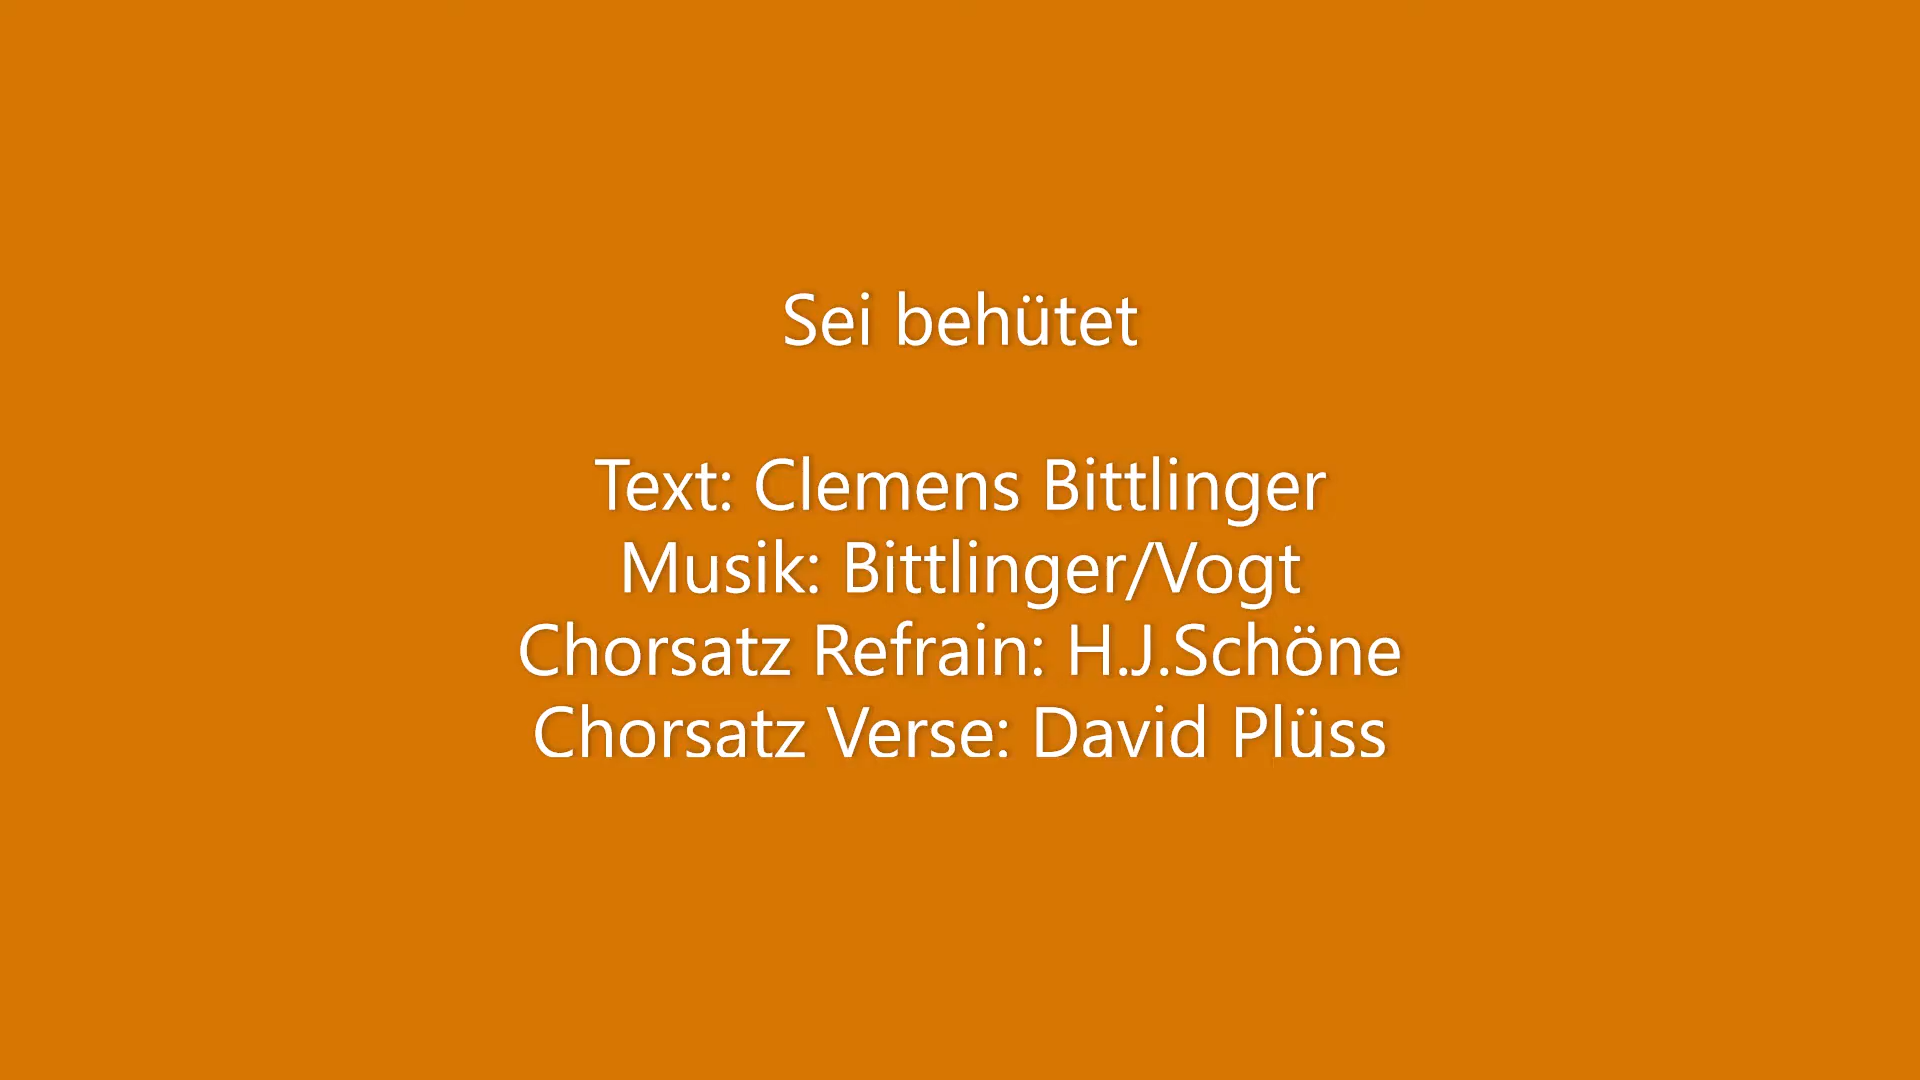 Sei behütet
Text: Clemens Bittlinger
Musik: Bittlinger/Vogt
Chorsatz Refrain: H.J.Schöne
Chorsatz Verse: David Plüss